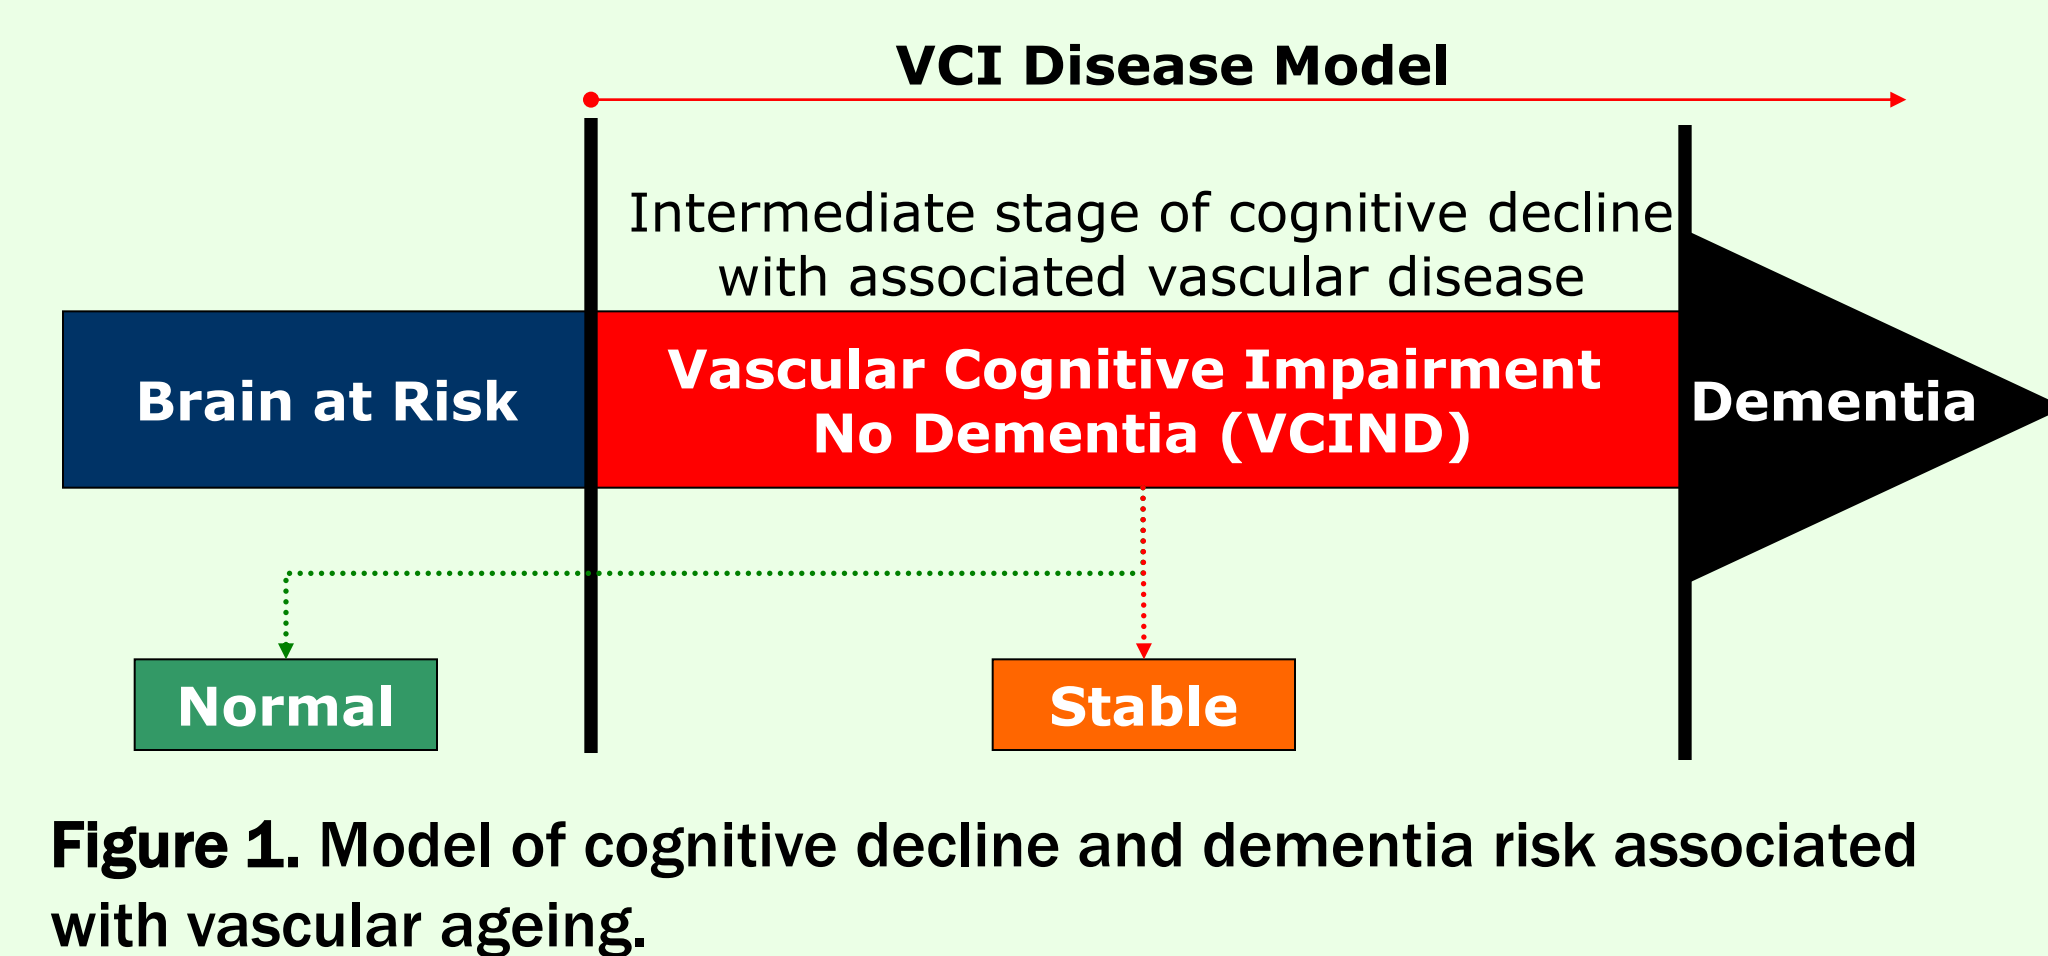 VCI Disease Model
Intermediate stage of cognitive decline
with associated vascular disease
Brain at Risk
Vascular Cognitive Impairment
No Dementia (VCIND)
Dementia
Normal
Stable
Figure 1. Model of cognitive decline and dementia risk associated
with vascular ageing.